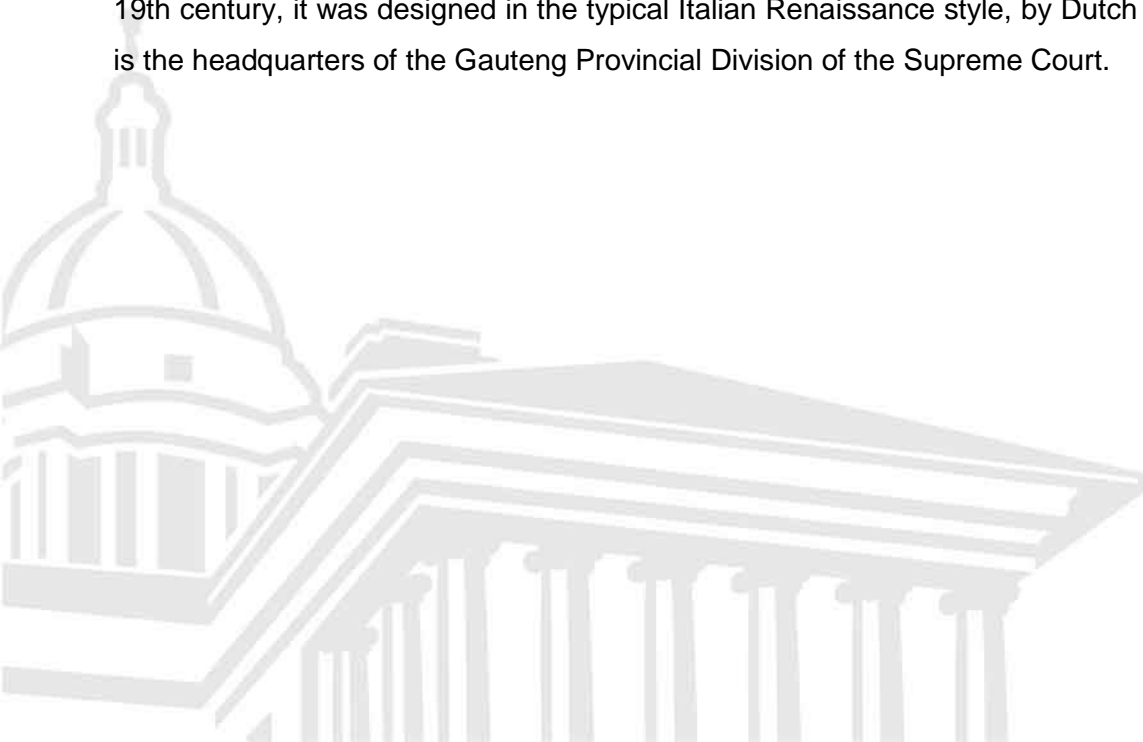 19th century, it was designed in the typical Italian Renaissance style, by Dutch
is the headquarters of the Gauteng Provincial Division of the Supreme Court.